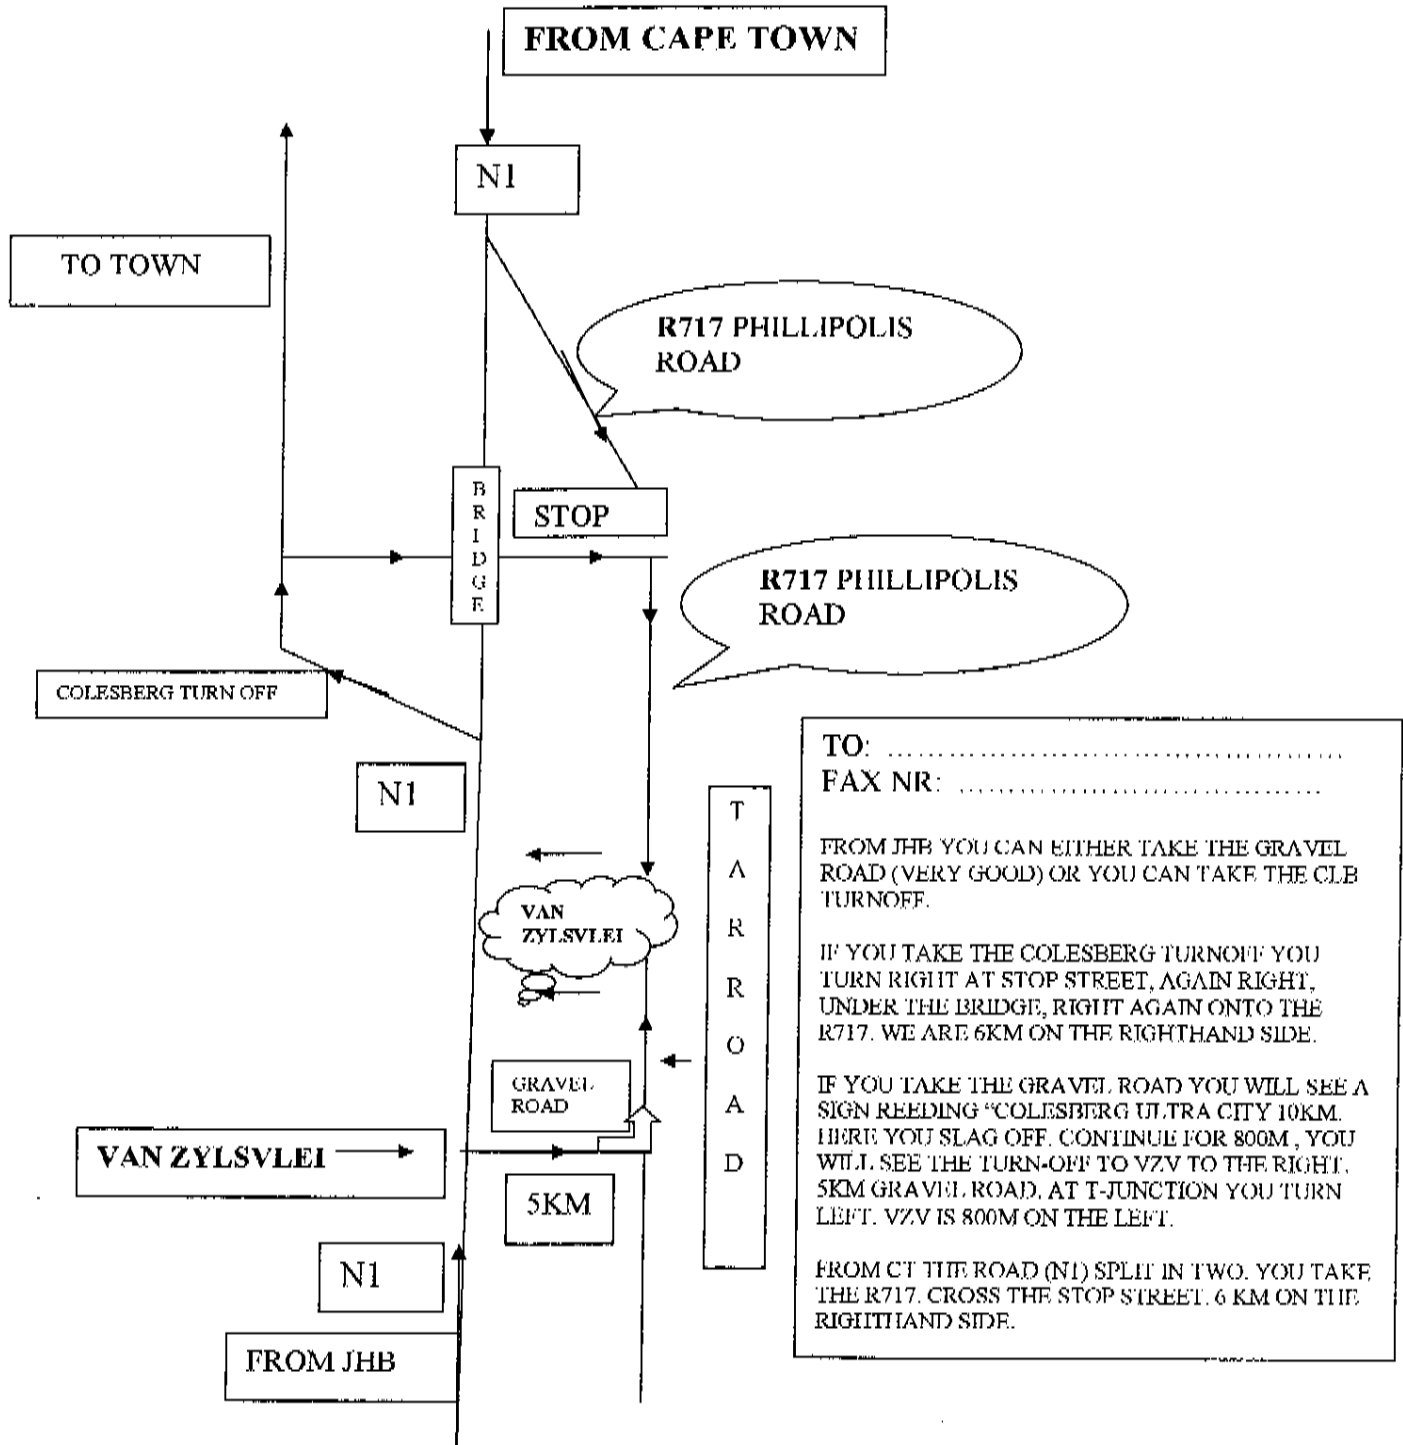 FROM CAPE TOWN
N1
TO TOWN
R717 PHILLIPOLIS
ROAD
BRIDGE
STOP
R717 PHILLIPOLIS
ROAD
COLESBERG TURN OFF
N1
TO: ................................................
FAX NR: ....................................
FROM JHB YOU CAN EITHER TAKE THE GRAVEL
ROAD (VERY GOOD) OR YOU CAN TAKE THE CLB
TURNOFF.
IF YOU TAKE THE COLESBERG TURNOFF YOU
TURN RIGHT AT STOP STREET, AGAIN RIGHT,
UNDER THE BRIDGE, RIGHT AGAIN ONTO THE
R717. WE ARE 6KM ON THE RIGHTHAND SIDE.
IF YOU TAKE THE GRAVEL ROAD YOU WILL SEE A
SIGN REEDING "COLESBERG ULTRA CITY 10KM.
HERE YOU SLAG OFF. CONTINUE FOR 800M , YOU
WILL SEE THE TURN-OFF TO VZV TO THE RIGHT.
5KM GRAVEL ROAD. AT T-JUNCTION YOU TURN
LEFT. VZV IS 800M ON THE LEFT.
FROM CT THE ROAD (N1) SPLIT IN TWO. YOU TAKE
THE R717. CROSS THE STOP STREET. 6 KM ON THE
RIGHTHAND SIDE.
TAR ROAD
VAN
ZYLSVLEI
GRAVEL
ROAD
VAN ZYLSVLEI
5KM
N1
FROM JHB